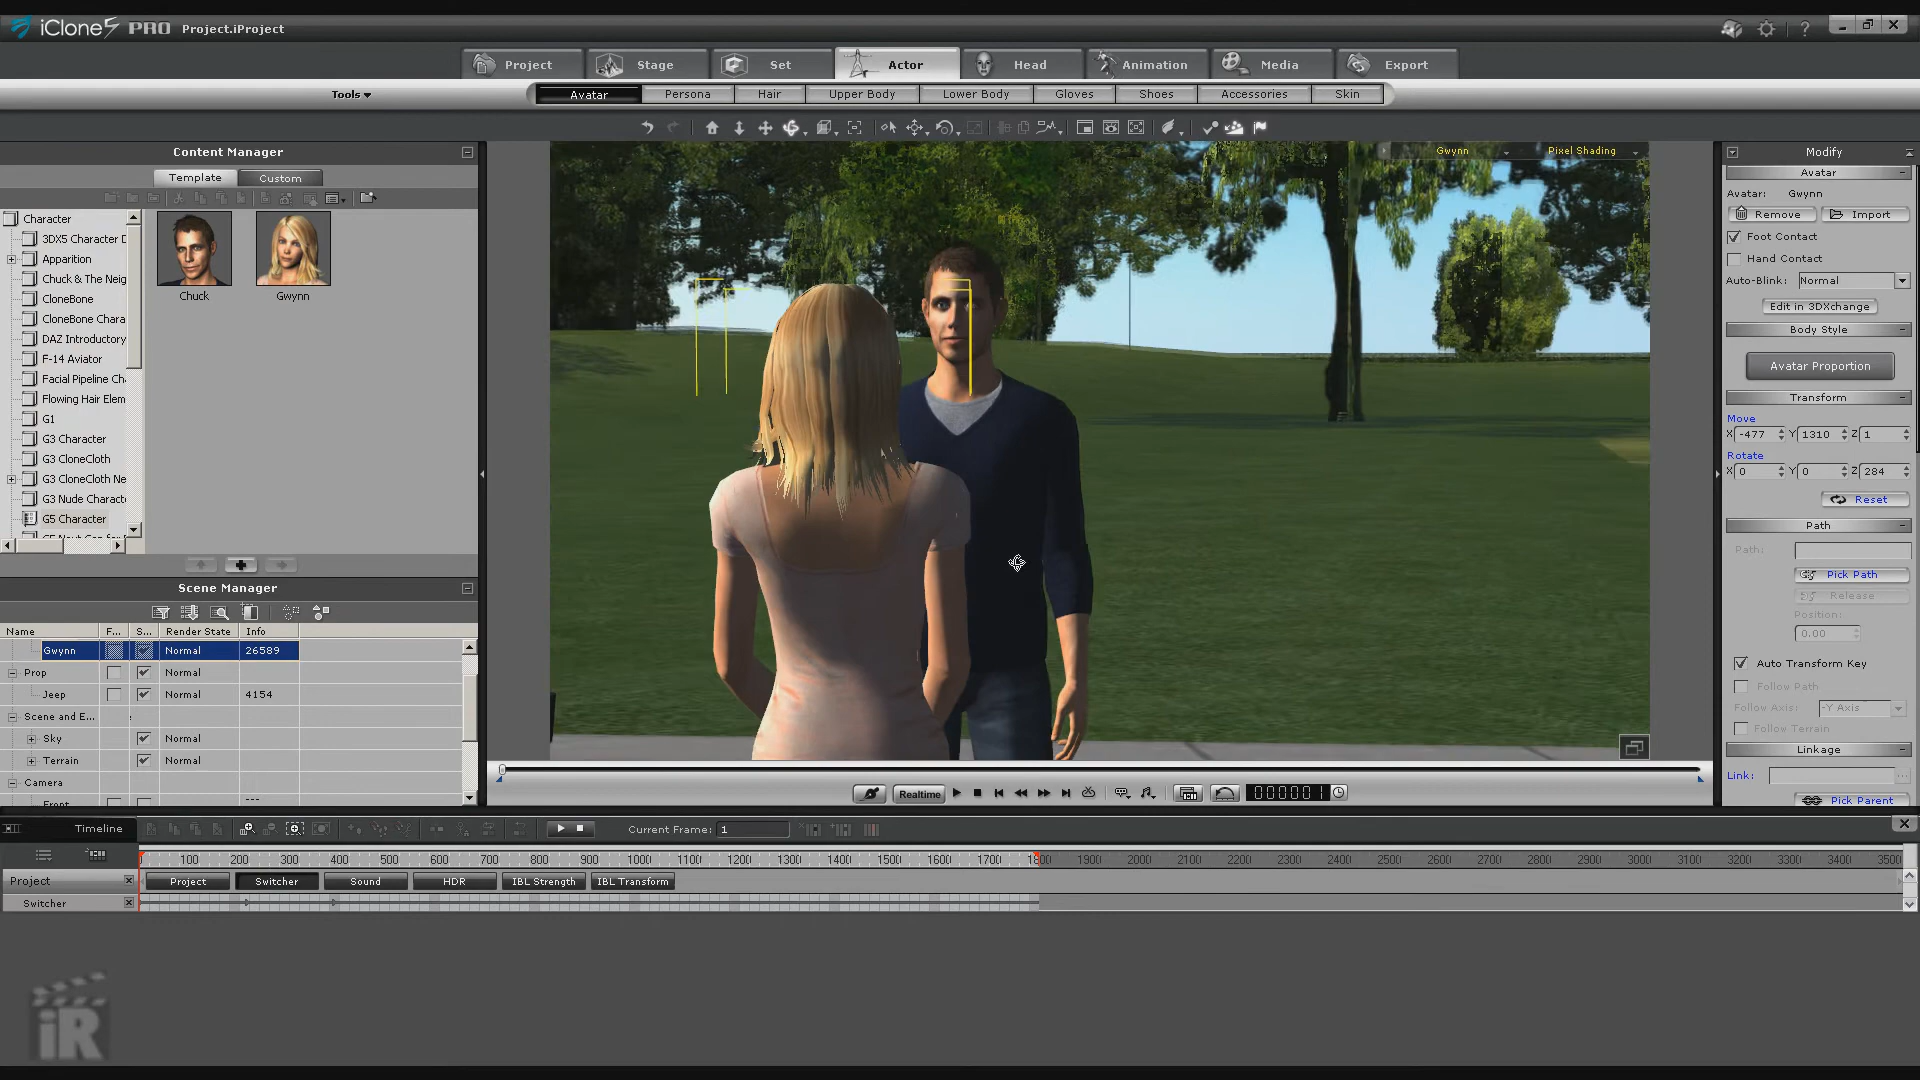 iClone5 PRO Project.iProject
Project
Stage
Set
Actor
Head
Animation
Media
Export
Tools
Avatar
Persona
Hair
Upper Body
Lower Body
Gloves
Shoes
Accessories
Skin
Content Manager
Template
Custom
Character
3DX5 Character D
Apparition
Chuck & The Neig
CloneBone
CloneBone Chara
DAZ Introductory
F-14 Aviator
Facial Pipeline Ch
Flowing Hair Elem
G1
G3 Character
G3 CloneCloth
G3 CloneCloth Ne
G3 Nude Characte
G5 Character
Chuck
Gwynn
Scene Manager
Name F... S... Render State Info
Gwynn Normal 26589
Prop Normal
Jeep Normal 4154
Scene and E...
Sky Normal
Terrain Normal
Camera
Front ---
Gwynn
Pixel Shading
Realtime
000001
Modify
Avatar
Avatar: Gwynn
Remove Import
Foot Contact
Hand Contact
Auto-Blink: Normal
Edit in 3DXchange
Body Style
Avatar Proportion
Transform
Move
X -477 Y 1310 Z 1
Rotate
X 0 Y 0 Z 284
Reset
Path
Path:
Pick Path
Release
Position:
0.00
Auto Transform Key
Follow Path
Follow Axis: -Y Axis
Follow Terrain
Linkage
Link:
Pick Parent
Timeline
Current Frame: 1
100 200 300 400 500 600 700 800 900 1000 1100 1200 1300 1400 1500 1600 1700 1800 1900 2000 2100 2200 2300 2400 2500 2600 2700 2800 2900 3000 3100 3200 3300 3400 3500
Project
Project
Switcher
Sound
HDR
IBL Strength
IBL Transform
Switcher
iR